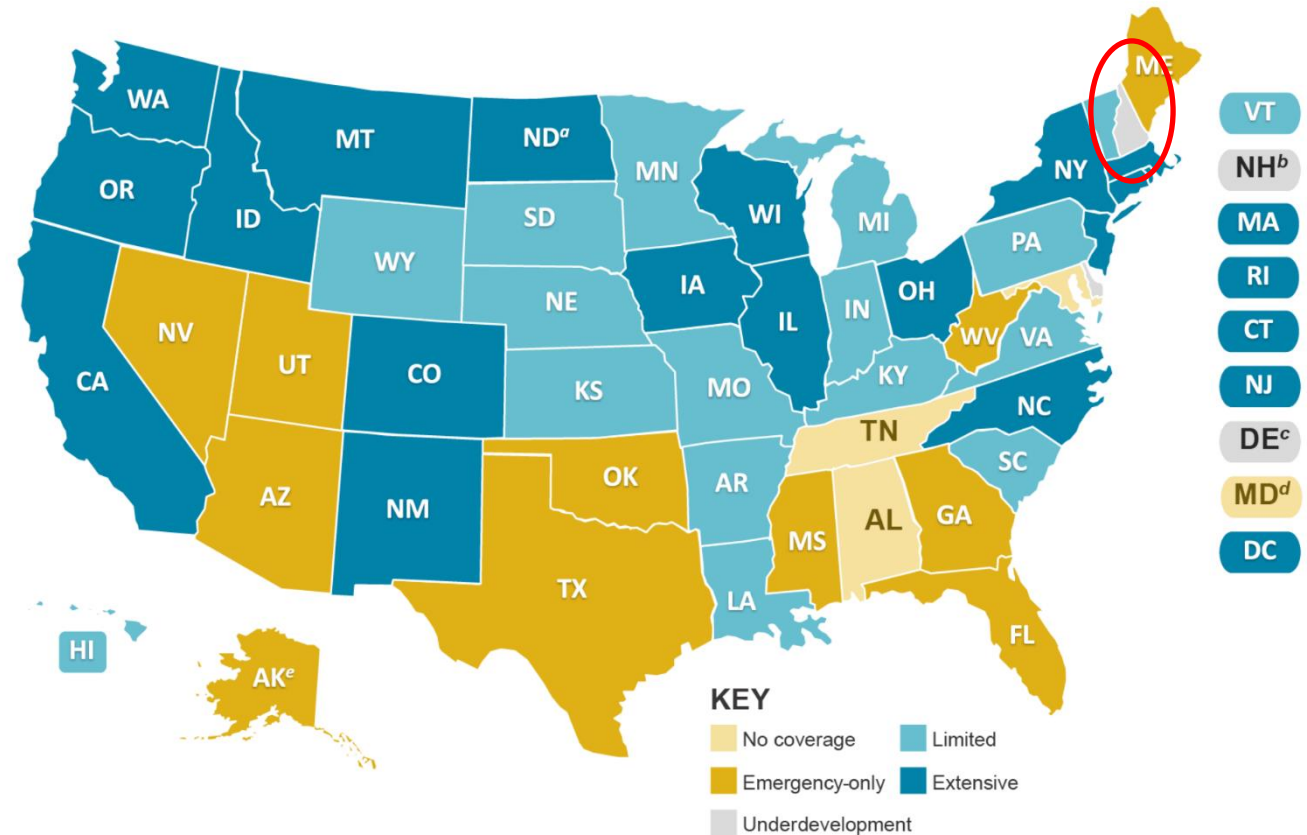 WA
MT
ND^a
MN
ME
VT
NH^b
MA
RI
CT
NJ
DE^c
MD^d
DC
OR
ID
SD
WI
MI
NY
WY
PA
IA
NE
IL
IN
OH
NV
UT
CO
WV
VA
CA
KS
MO
KY
NC
TN
SC
AZ
NM
OK
AR
MS
AL
GA
TX
LA
FL
HI
AK^e
KEY
No coverage
Limited
Emergency-only
Extensive
Underdevelopment